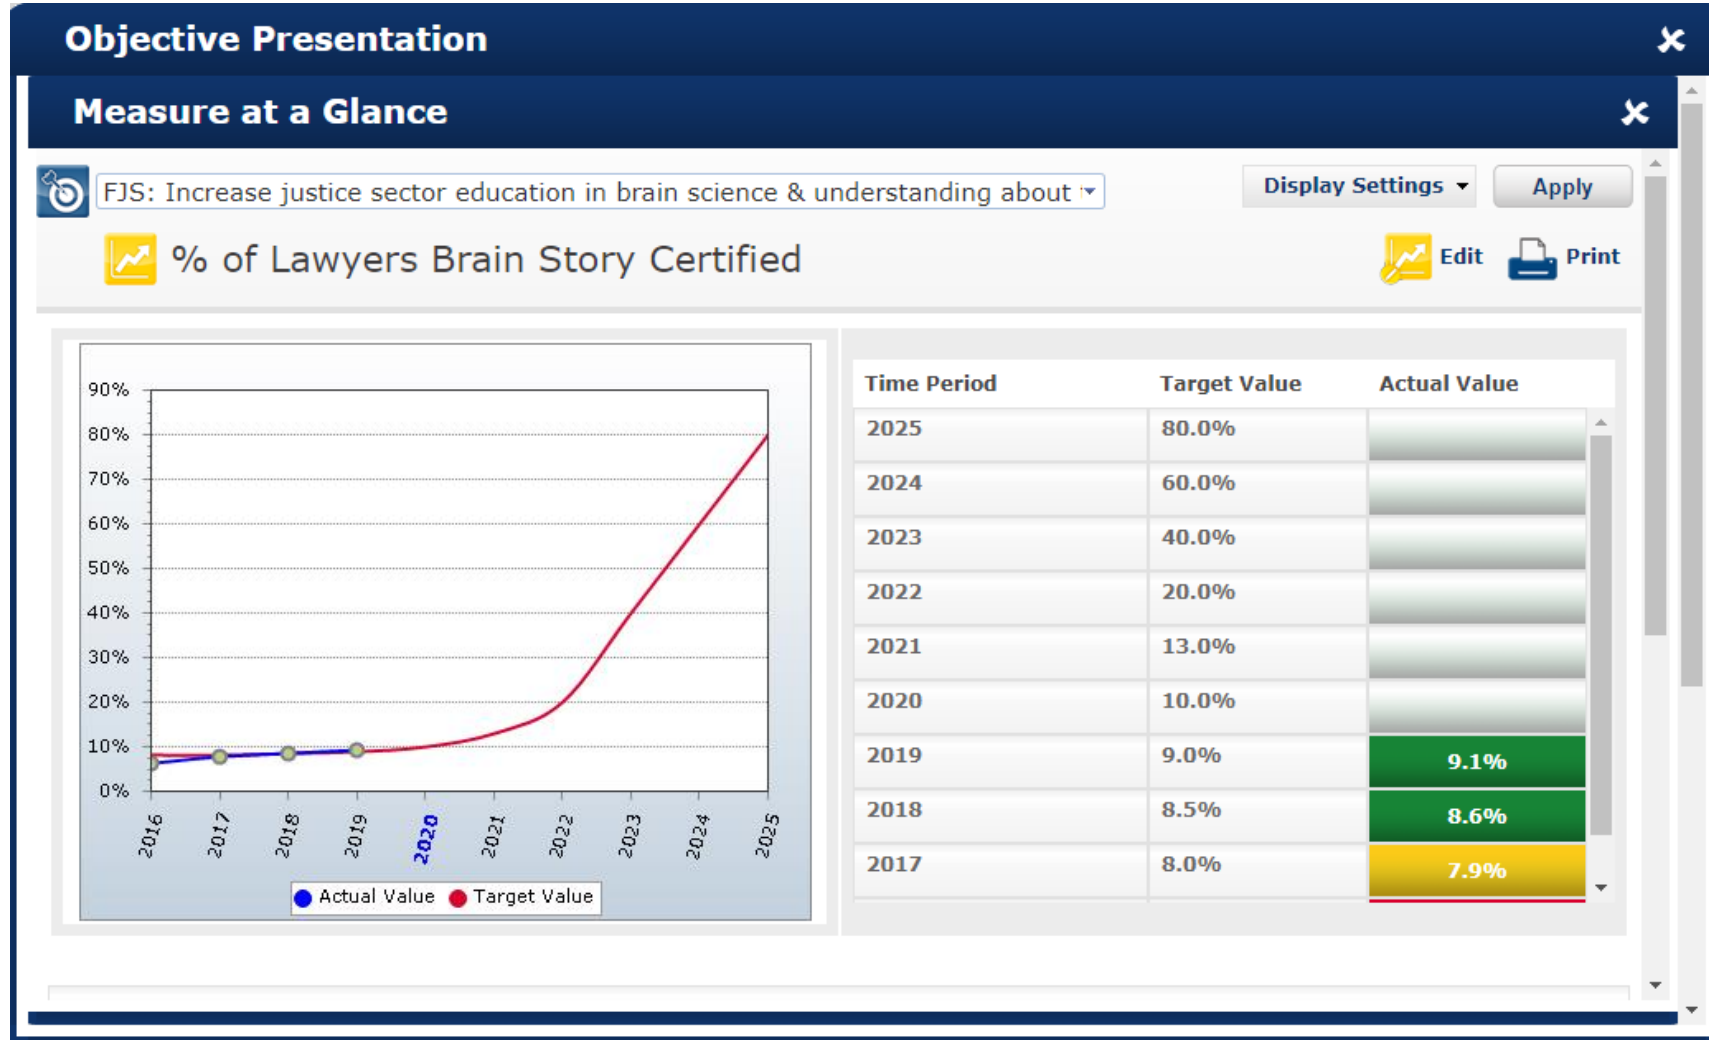 Objective Presentation
Measure at a Glance
FJS: Increase justice sector education in brain science & understanding about
Display Settings
Apply
% of Lawyers Brain Story Certified
Edit
Print
90%
80%
70%
60%
50%
40%
30%
20%
10%
0%
2016 2017 2018 2019 2020 2021 2022 2023 2024 2025
Actual Value Target Value
Time Period Target Value Actual Value
2025 80.0%
2024 60.0%
2023 40.0%
2022 20.0%
2021 13.0%
2020 10.0%
2019 9.0% 9.1%
2018 8.5% 8.6%
2017 8.0% 7.9%